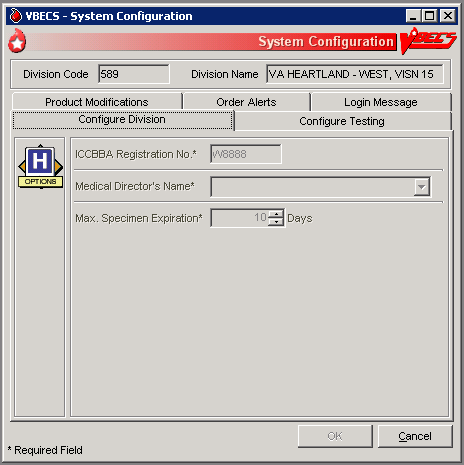 VBECS - System Configuration
System Configuration VBECS
Division Code 589 Division Name VA HEARTLAND - WEST, VISN 15
Product Modifications Order Alerts Login Message
Configure Division Configure Testing
H
OPTIONS
ICCBBA Registration No.* W8888
Medical Director's Name*
Max. Specimen Expiration* 10 Days
OK Cancel
* Required Field